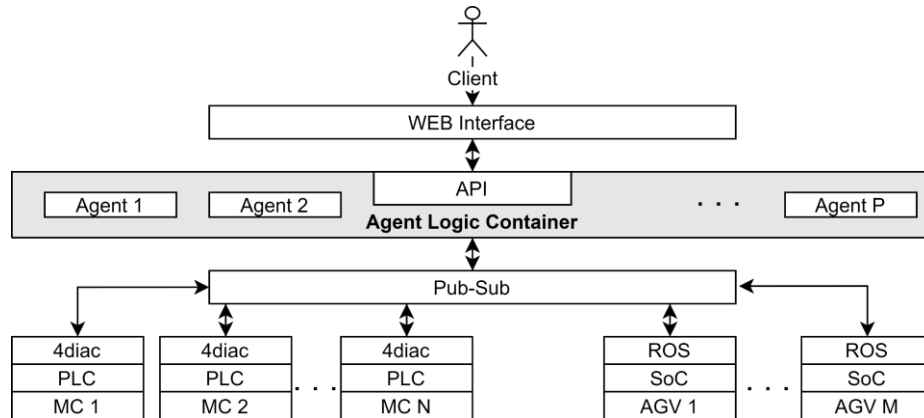 Client
WEB Interface
API
Agent 1 Agent 2 . . . Agent P
Agent Logic Container
Pub-Sub
4diac 4diac 4diac ROS ROS
PLC PLC . . . PLC SoC . . . SoC
MC 1 MC 2 MC N AGV 1 AGV M